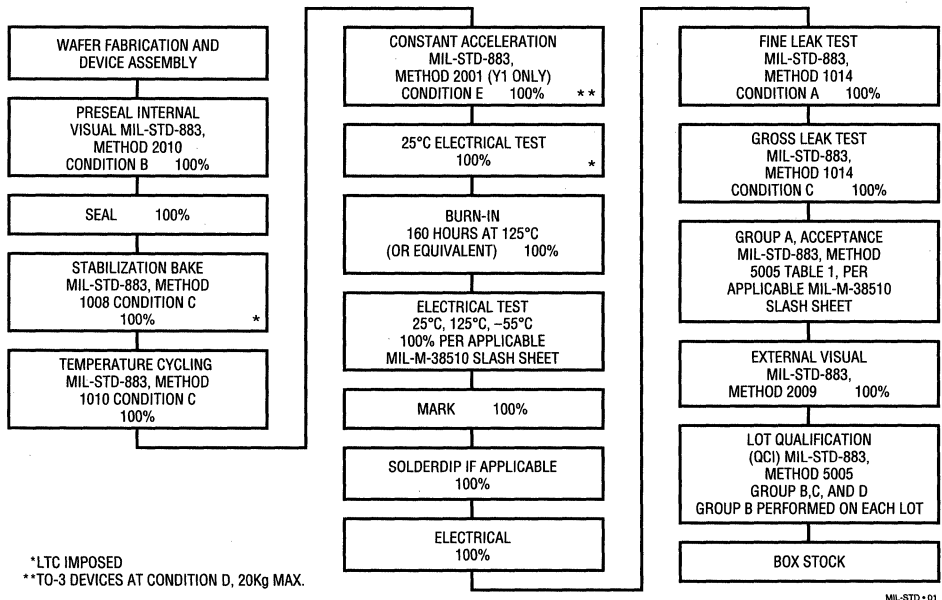 WAFER FABRICATION AND
DEVICE ASSEMBLY
PRESEAL INTERNAL
VISUAL MIL-STD-883,
METHOD 2010
CONDITION B 100%
SEAL 100%
STABILIZATION BAKE
MIL-STD-883, METHOD
1008 CONDITION C
100% *
TEMPERATURE CYCLING
MIL-STD-883, METHOD
1010 CONDITION C
100%
CONSTANT ACCELERATION
MIL-STD-883,
METHOD 2001 (Y1 ONLY)
CONDITION E 100% **
25°C ELECTRICAL TEST
100% *
BURN-IN
160 HOURS AT 125°C
(OR EQUIVALENT) 100%
ELECTRICAL TEST
25°C, 125°C, –55°C
100% PER APPLICABLE
MIL-M-38510 SLASH SHEET
MARK 100%
SOLDERDIP IF APPLICABLE
100%
ELECTRICAL
100%
FINE LEAK TEST
MIL-STD-883,
METHOD 1014
CONDITION A 100%
GROSS LEAK TEST
MIL-STD-883,
METHOD 1014
CONDITION C 100%
GROUP A, ACCEPTANCE
MIL-STD-883, METHOD
5005 TABLE 1, PER
APPLICABLE MIL-M-38510
SLASH SHEET
EXTERNAL VISUAL
MIL-STD-883,
METHOD 2009 100%
LOT QUALIFICATION
(QCI) MIL-STD-883,
METHOD 5005
GROUP B,C, AND D
GROUP B PERFORMED ON EACH LOT
BOX STOCK
*LTC IMPOSED
**TO-3 DEVICES AT CONDITION D, 20Kg MAX.
MIL-STD • 01